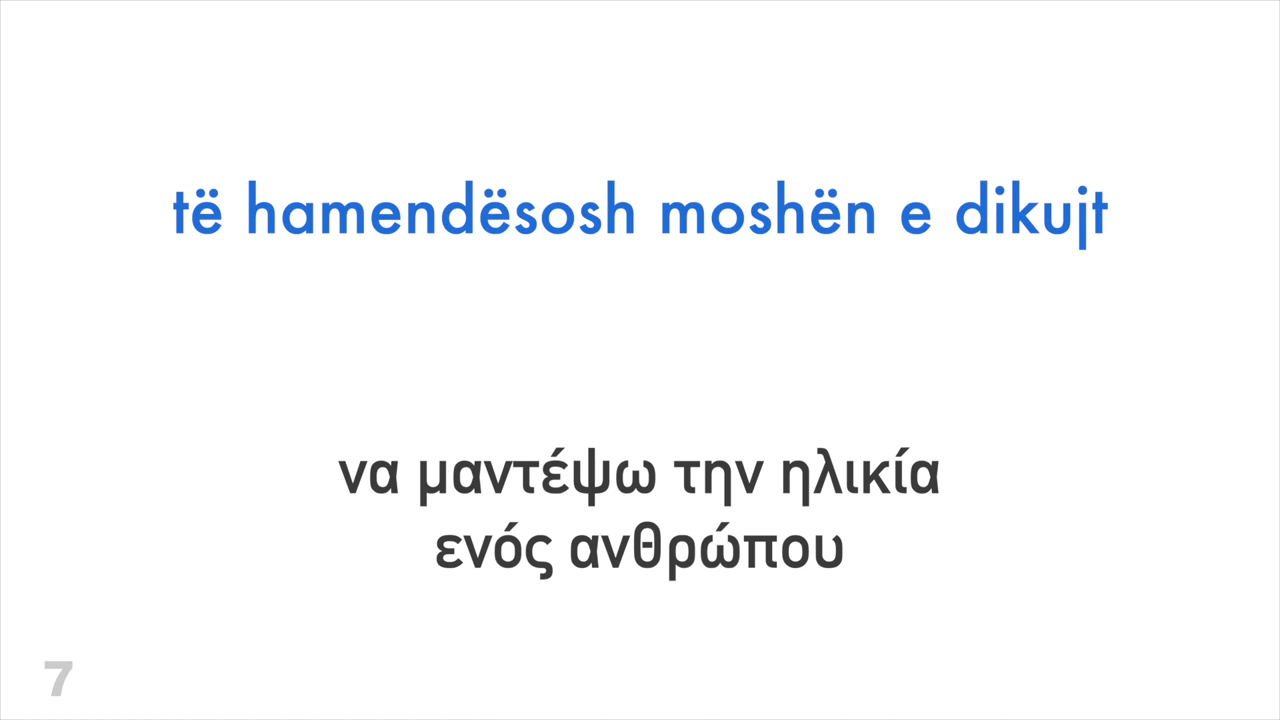 të hamendësosh moshën e dikujt
να μαντέψω την ηλικία
ενός ανθρώπου
7